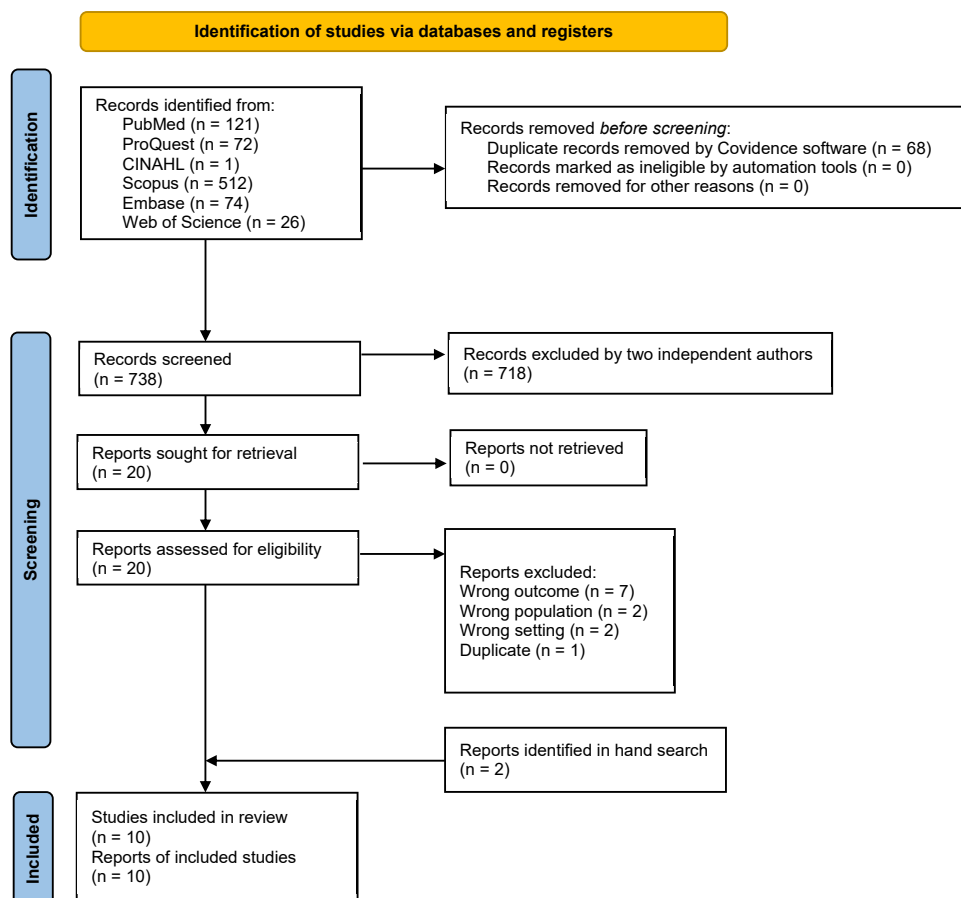 Identification of studies via databases and registers
Identification
Records identified from:
PubMed (n = 121)
ProQuest (n = 72)
CINAHL (n = 1)
Scopus (n = 512)
Embase (n = 74)
Web of Science (n = 26)
Records removed before screening:
Duplicate records removed by Covidence software (n = 68)
Records marked as ineligible by automation tools (n = 0)
Records removed for other reasons (n = 0)
Screening
Records screened
(n = 738)
Records excluded by two independent authors
(n = 718)
Reports sought for retrieval
(n = 20)
Reports not retrieved
(n = 0)
Reports assessed for eligibility
(n = 20)
Reports excluded:
Wrong outcome (n = 7)
Wrong population (n = 2)
Wrong setting (n = 2)
Duplicate (n = 1)
Reports identified in hand search
(n = 2)
Included
Studies included in review
(n = 10)
Reports of included studies
(n = 10)